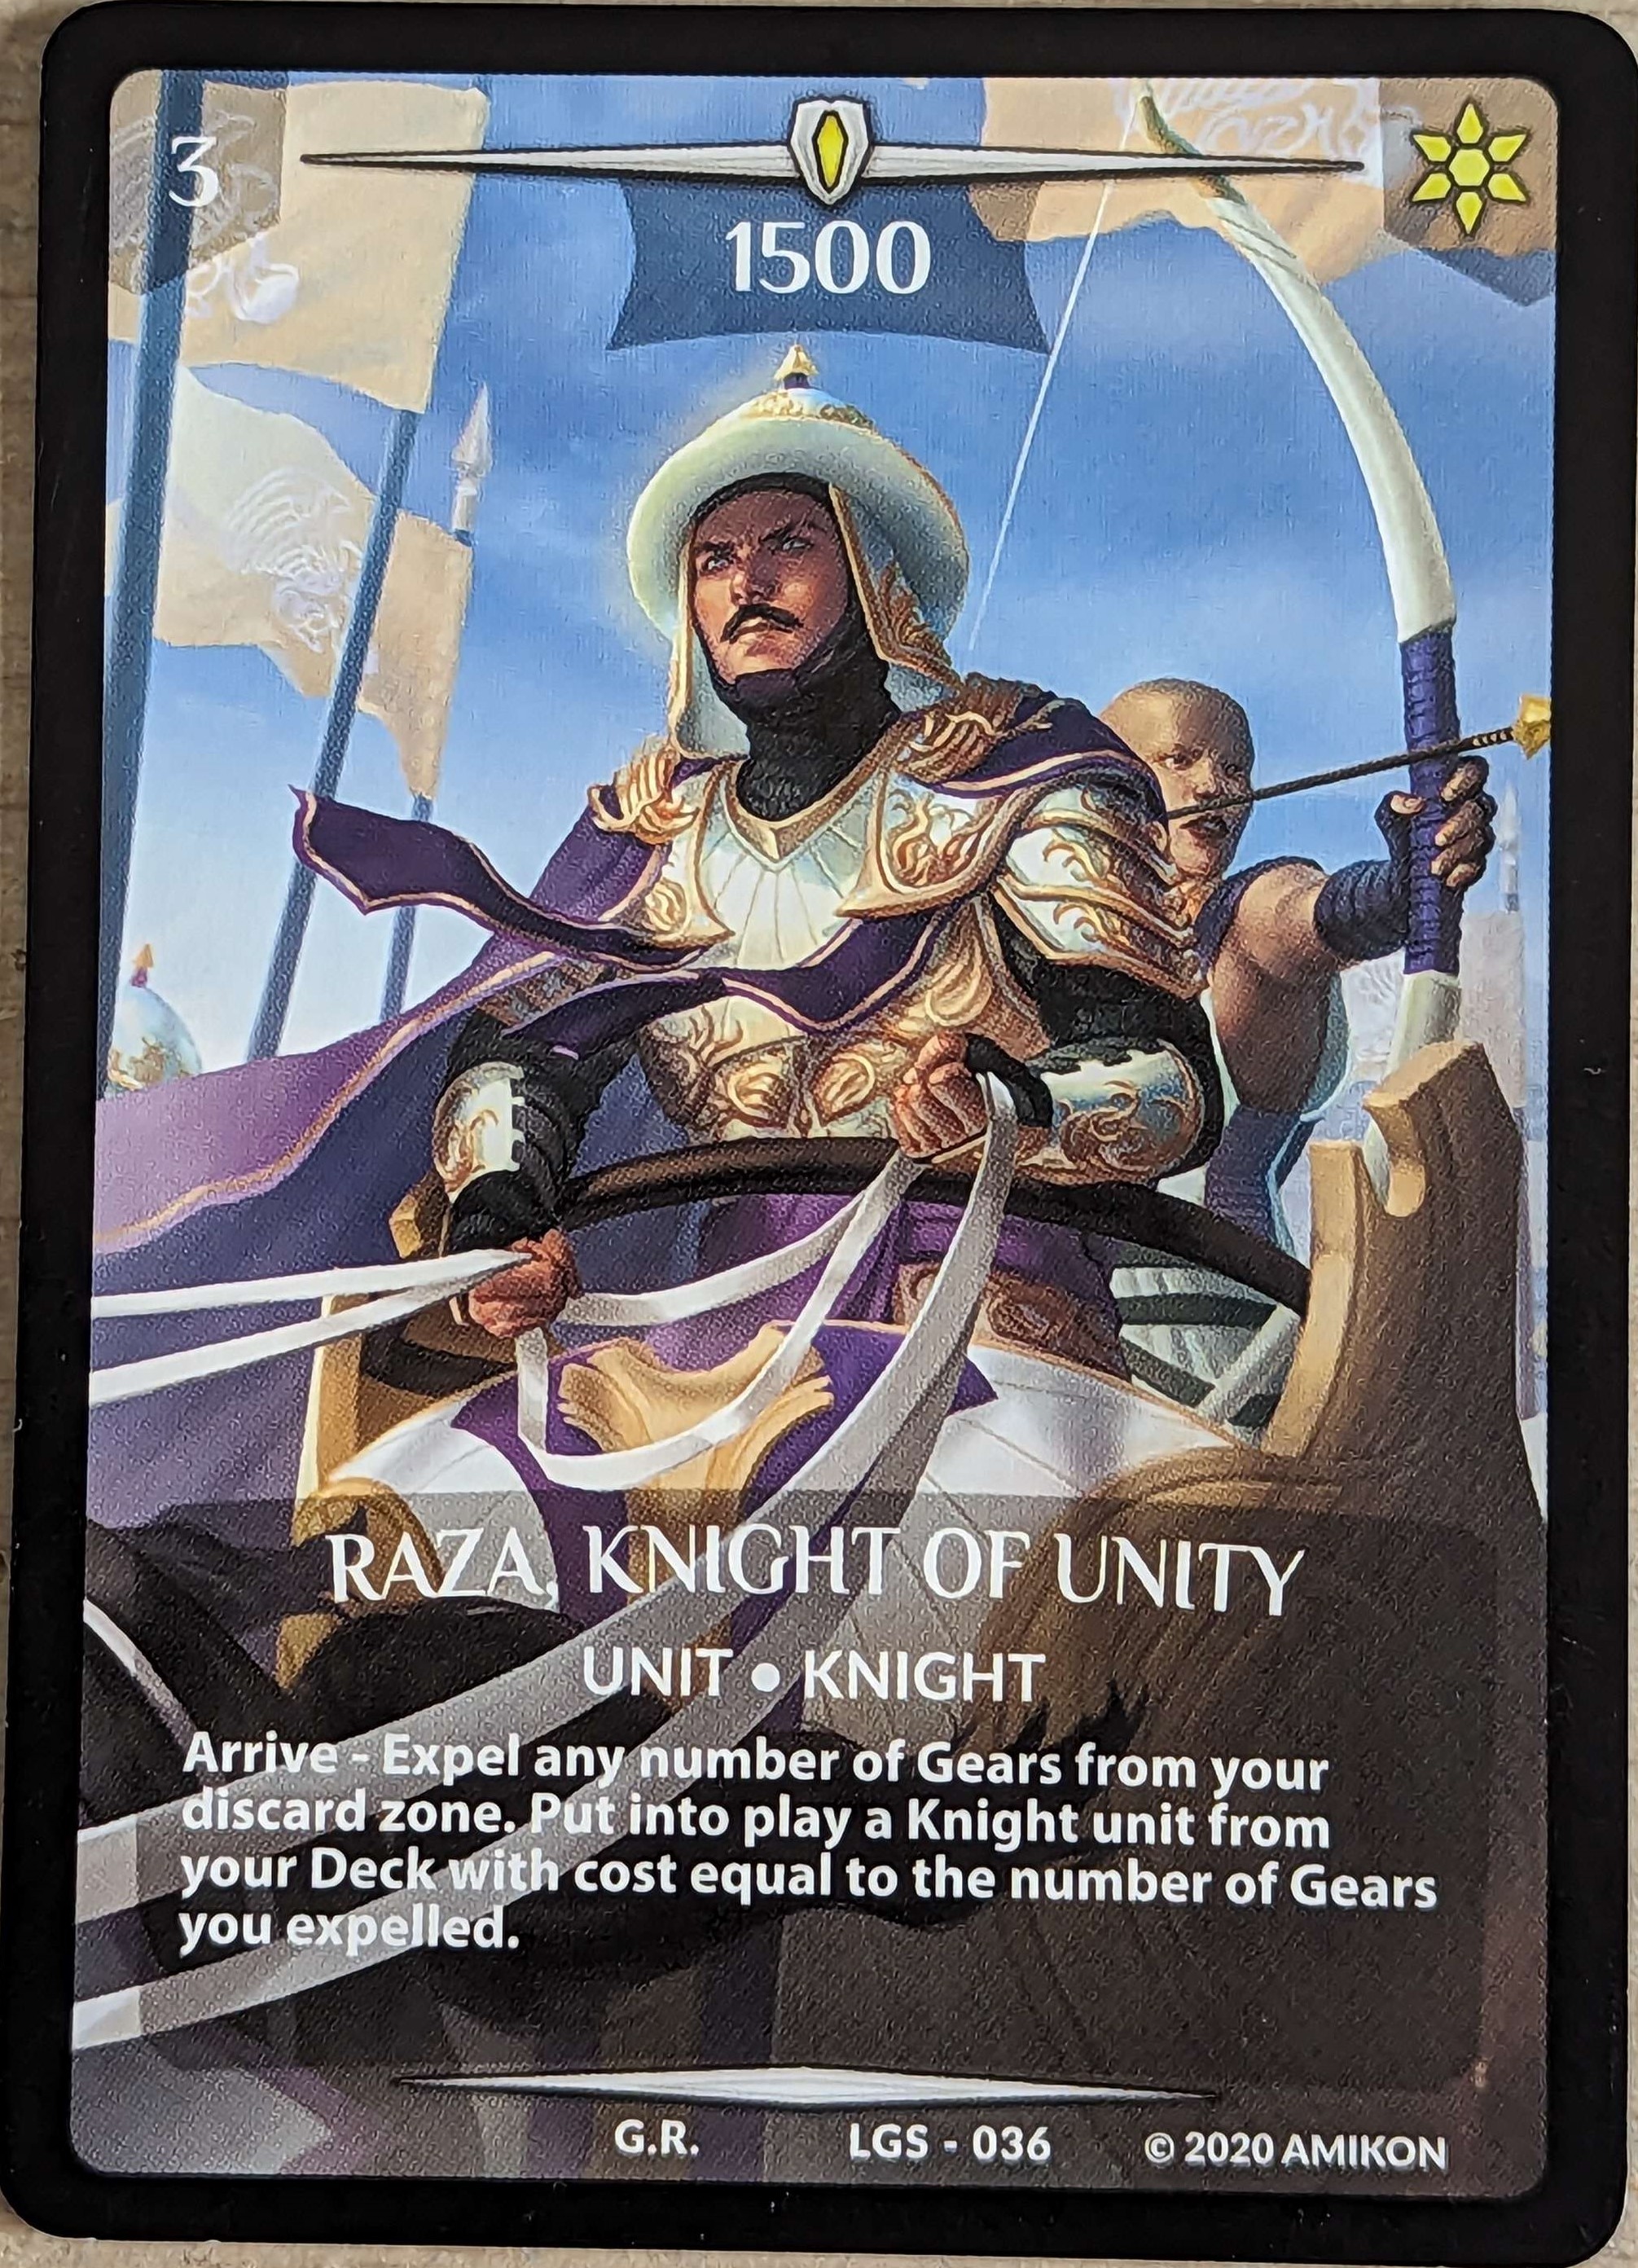 3
1500
RAZA, KNIGHT OF UNITY
UNIT • KNIGHT
Arrive - Expel any number of Gears from your
discard zone. Put into play a Knight unit from
your Deck with cost equal to the number of Gears
you expelled.
G.R. LGS - 036 © 2020 AMIKON